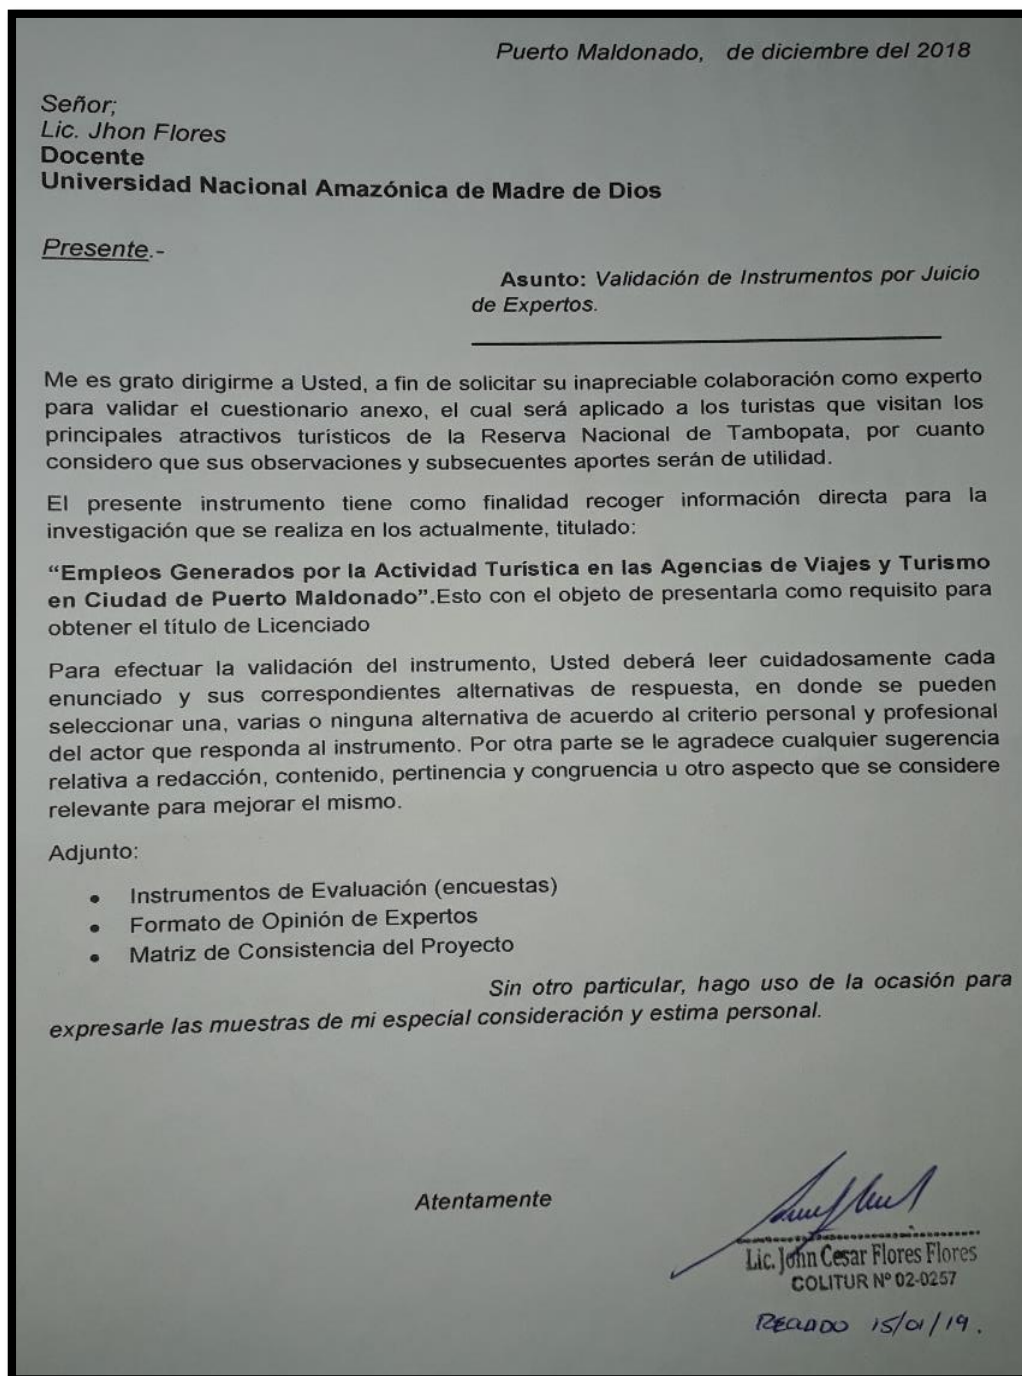 Puerto Maldonado, de diciembre del 2018
Señor;
Lic. Jhon Flores
Docente
Universidad Nacional Amazónica de Madre de Dios
Presente.-
Asunto: Validación de Instrumentos por Juicio
de Expertos.
Me es grato dirigirme a Usted, a fin de solicitar su inapreciable colaboración como experto
para validar el cuestionario anexo, el cual será aplicado a los turistas que visitan los
principales atractivos turísticos de la Reserva Nacional de Tambopata, por cuanto
considero que sus observaciones y subsecuentes aportes serán de utilidad.
El presente instrumento tiene como finalidad recoger información directa para la
investigación que se realiza en los actualmente, titulado:
“Empleos Generados por la Actividad Turística en las Agencias de Viajes y Turismo
en Ciudad de Puerto Maldonado”.Esto con el objeto de presentarla como requisito para
obtener el título de Licenciado
Para efectuar la validación del instrumento, Usted deberá leer cuidadosamente cada
enunciado y sus correspondientes alternativas de respuesta, en donde se pueden
seleccionar una, varias o ninguna alternativa de acuerdo al criterio personal y profesional
del actor que responda al instrumento. Por otra parte se le agradece cualquier sugerencia
relativa a redacción, contenido, pertinencia y congruencia u otro aspecto que se considere
relevante para mejorar el mismo.
Adjunto:
• Instrumentos de Evaluación (encuestas)
• Formato de Opinión de Expertos
• Matriz de Consistencia del Proyecto
Sin otro particular, hago uso de la ocasión para
expresarle las muestras de mi especial consideración y estima personal.
Atentamente
Lic. John Cesar Flores Flores
COLITUR Nº 02-0257
15/01/19.